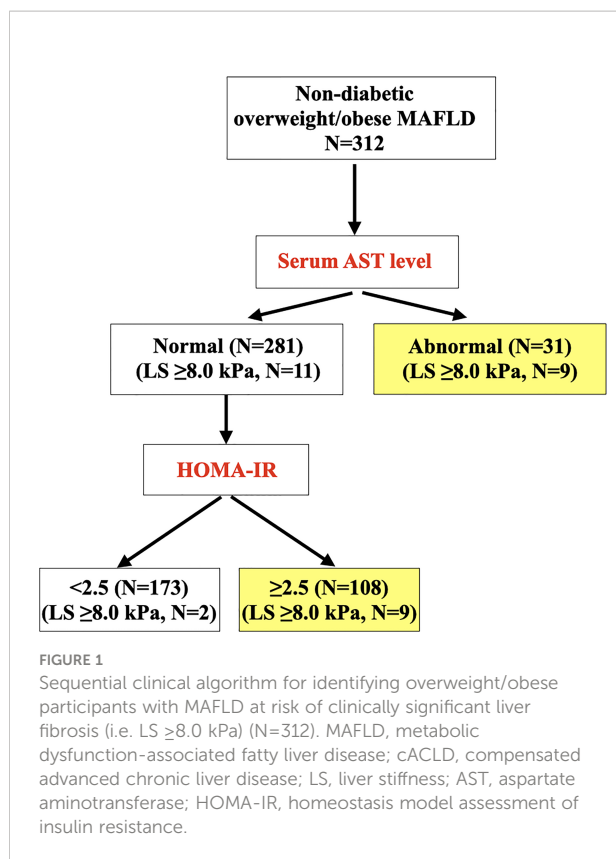 Non-diabetic
overweight/obese MAFLD
N=312
Serum AST level
Normal (N=281)
(LS ≥8.0 kPa, N=11)
Abnormal (N=31)
(LS ≥8.0 kPa, N=9)
HOMA-IR
<2.5 (N=173)
(LS ≥8.0 kPa, N=2)
≥2.5 (N=108)
(LS ≥8.0 kPa, N=9)
FIGURE 1
Sequential clinical algorithm for identifying overweight/obese
participants with MAFLD at risk of clinically significant liver
fibrosis (i.e. LS ≥8.0 kPa) (N=312). MAFLD, metabolic
dysfunction-associated fatty liver disease; cACLD, compensated
advanced chronic liver disease; LS, liver stiffness; AST, aspartate
aminotransferase; HOMA-IR, homeostasis model assessment of
insulin resistance.